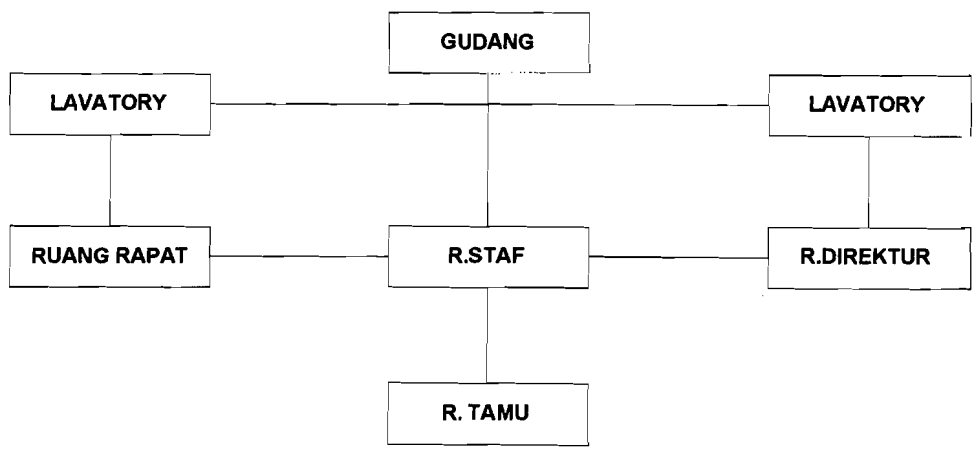 GUDANG
LAVATORY
LAVATORY
RUANG RAPAT
R.STAF
R.DIREKTUR
R. TAMU